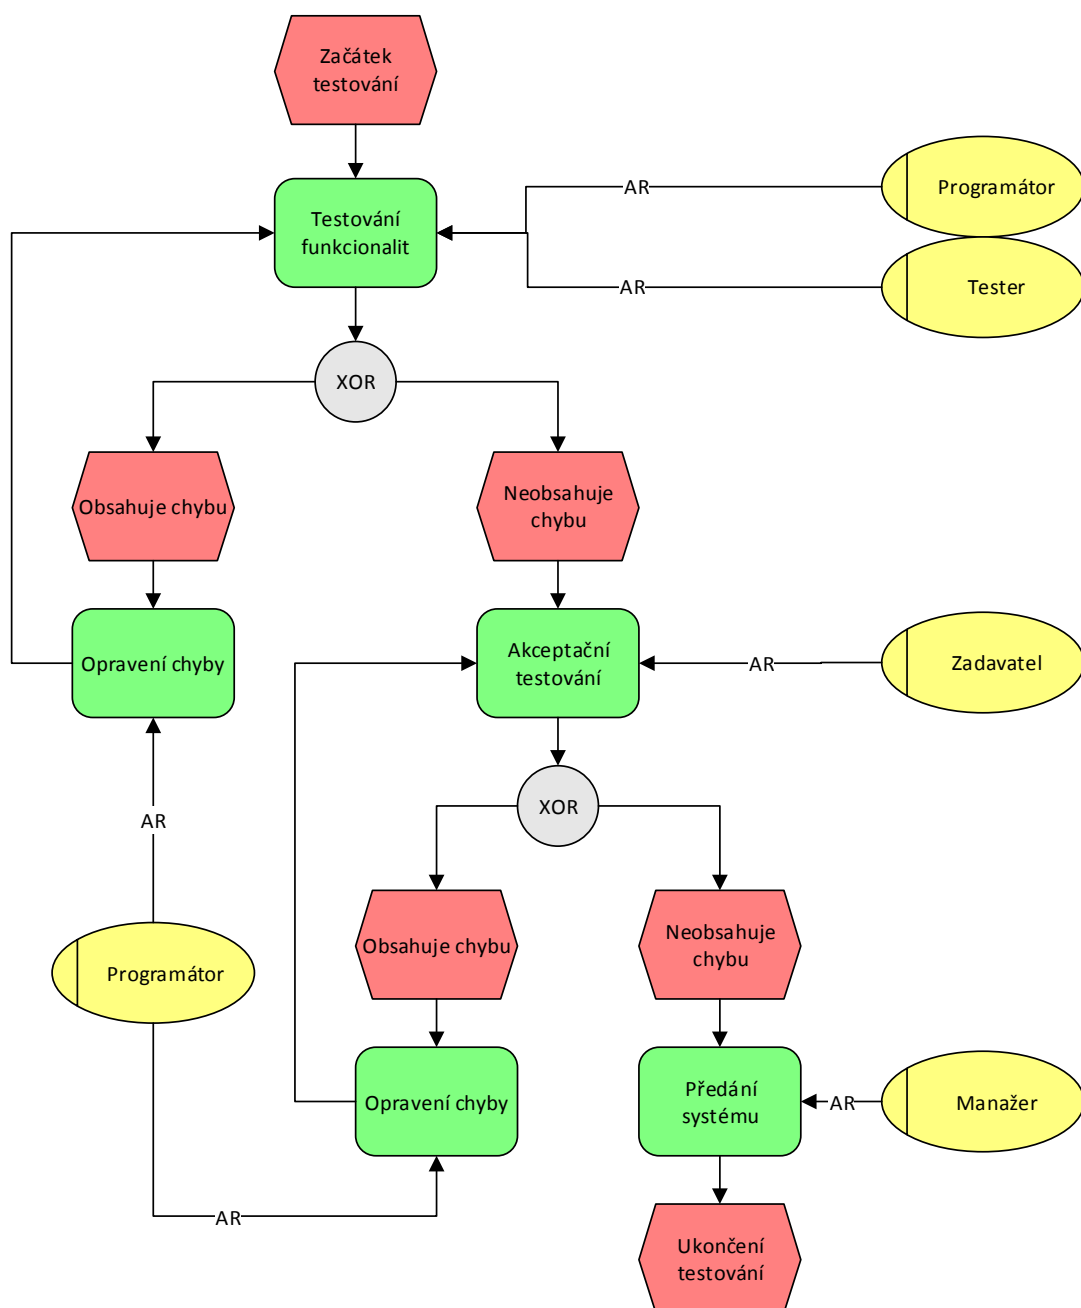 Začátek
testování
AR
Programátor
Testování
funkcionalit
AR
Tester
XOR
Obsahuje chybu
Neobsahuje
chybu
Opravení chyby
Akceptační
testování
AR
Zadavatel
XOR
AR
Obsahuje chybu
Neobsahuje
chybu
Programátor
Opravení chyby
Předání
systému
AR
Manažer
AR
Ukončení
testování